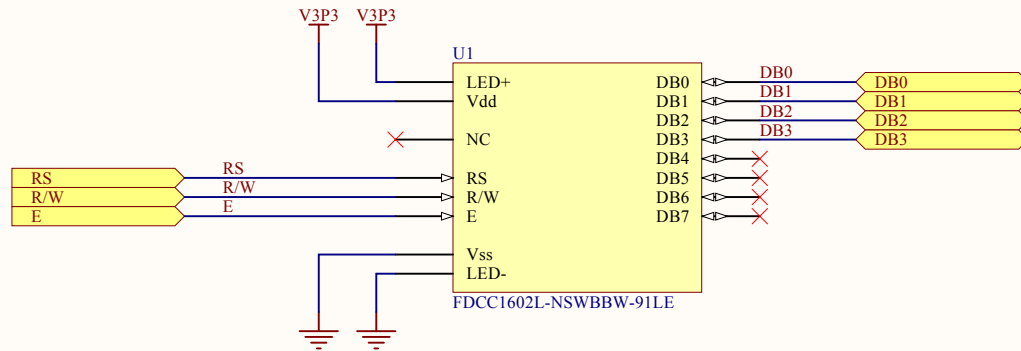 V3P3 V3P3
U1
LED+ DB0 DB0 DB0
Vdd DB1 DB1 DB1
DB2 DB2 DB2
NC DB3 DB3 DB3
DB4
RS RS RS DB5
R/W R/W R/W DB6
E E E DB7
Vss
LED-
FDCC1602L-NSWBBW-91LE